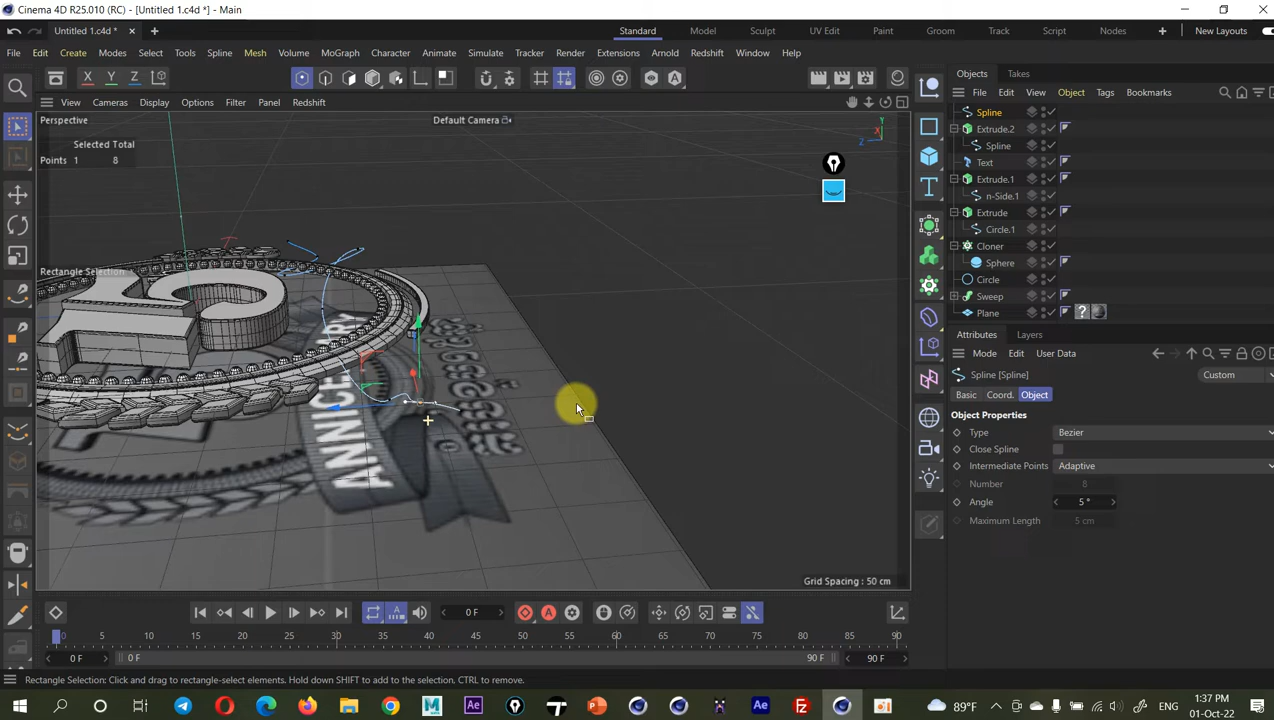 Cinema 4D R25.010 (RC) - [Untitled 1.c4d *] - Main
Untitled 1.c4d *
Standard Model Sculpt UV Edit Paint Groom Track Script Nodes New Layouts
File Edit Create Modes Select Spline Tools Mesh Volume MoGraph Character Animate Simulate Tracker Render Extensions Arnold Redshift Window Help
X Y Z
Objects Takes
View Cameras Display Options Filter Panel Redshift
File Edit View Object Tags Bookmarks
Perspective
Default Camera
Selected Total
Points 1 8
Y
X
Z
Rectangle Selection
ANNICERARY
Spline
Extrude.2
Spline
Text
Extrude.1
n-Side.1
Extrude
Circle.1
Cloner
Sphere
Circle
Sweep
Plane
?
Attributes Layers
Mode Edit User Data
Spline [Spline]
Custom
Basic Coord. Object
Object Properties
Type Bezier
Close Spline
Intermediate Points Adaptive
Number 8
Angle 5 °
Maximum Length 5 cm
Grid Spacing : 50 cm
0 F
0 5 10 15 20 25 30 35 40 45 50 55 60 65 70 75 80 85 90
0 F 0 F 90 F 90 F
Rectangle Selection: Click and drag to rectangle-select elements. Hold down SHIFT to add to the selection, CTRL to remove.
89°F
ENG
1:37 PM
01-Oct-22